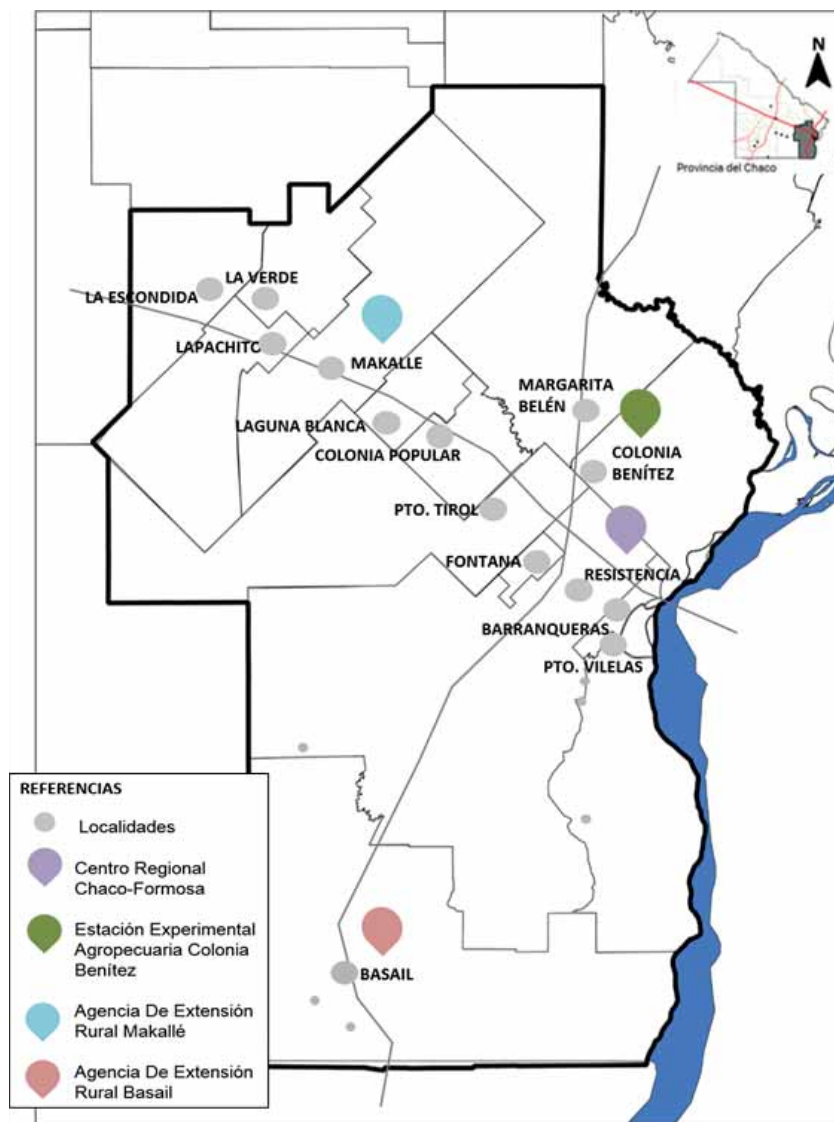 N
Provincia del Chaco
LA VERDE
LA ESCONDIDA
LAPACHITO
MAKALLE
MARGARITA
BELÉN
LAGUNA BLANCA
COLONIA POPULAR
COLONIA
BENÍTEZ
PTO. TIROL
FONTANA
RESISTENCIA
BARRANQUERAS
PTO. VILELAS
BASAIL
REFERENCIAS
Localidades
Centro Regional
Chaco-Formosa
Estación Experimental
Agropecuaria Colonia
Benítez
Agencia De Extensión
Rural Makallé
Agencia De Extensión
Rural Basail